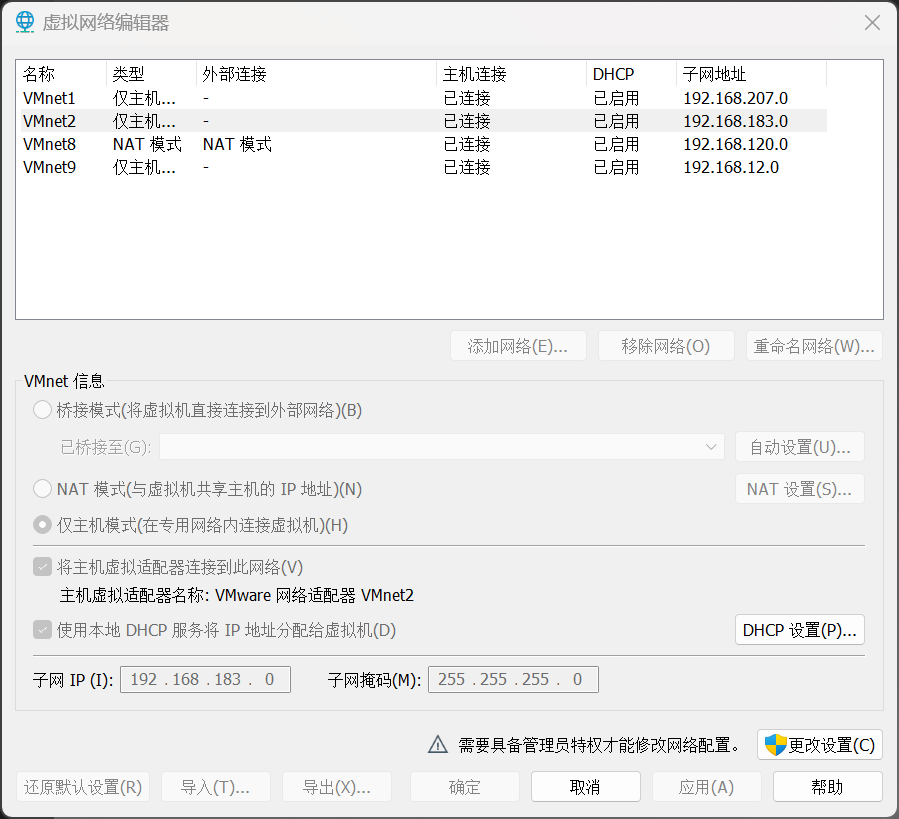 虚拟网络编辑器
名称 类型 外部连接 主机连接 DHCP 子网地址
VMnet1 仅主机... - 已连接 已启用 192.168.207.0
VMnet2 仅主机... - 已连接 已启用 192.168.183.0
VMnet8 NAT 模式 NAT 模式 已连接 已启用 192.168.120.0
VMnet9 仅主机... - 已连接 已启用 192.168.12.0
添加网络(E)... 移除网络(O) 重命名网络(W)...
VMnet 信息
桥接模式(将虚拟机直接连接到外部网络)(B)
已桥接至(G): 自动设置(U)...
NAT 模式(与虚拟机共享主机的 IP 地址)(N) NAT 设置(S)...
仅主机模式(在专用网络内连接虚拟机)(H)
将主机虚拟适配器连接到此网络(V)
主机虚拟适配器名称: VMware 网络适配器 VMnet2
使用本地 DHCP 服务将 IP 地址分配给虚拟机(D) DHCP 设置(P)...
子网 IP (I): 192 . 168 . 183 . 0 子网掩码(M): 255 . 255 . 255 . 0
需要具备管理员特权才能修改网络配置。 更改设置(C)
还原默认设置(R) 导入(T)... 导出(X)... 确定 取消 应用(A) 帮助